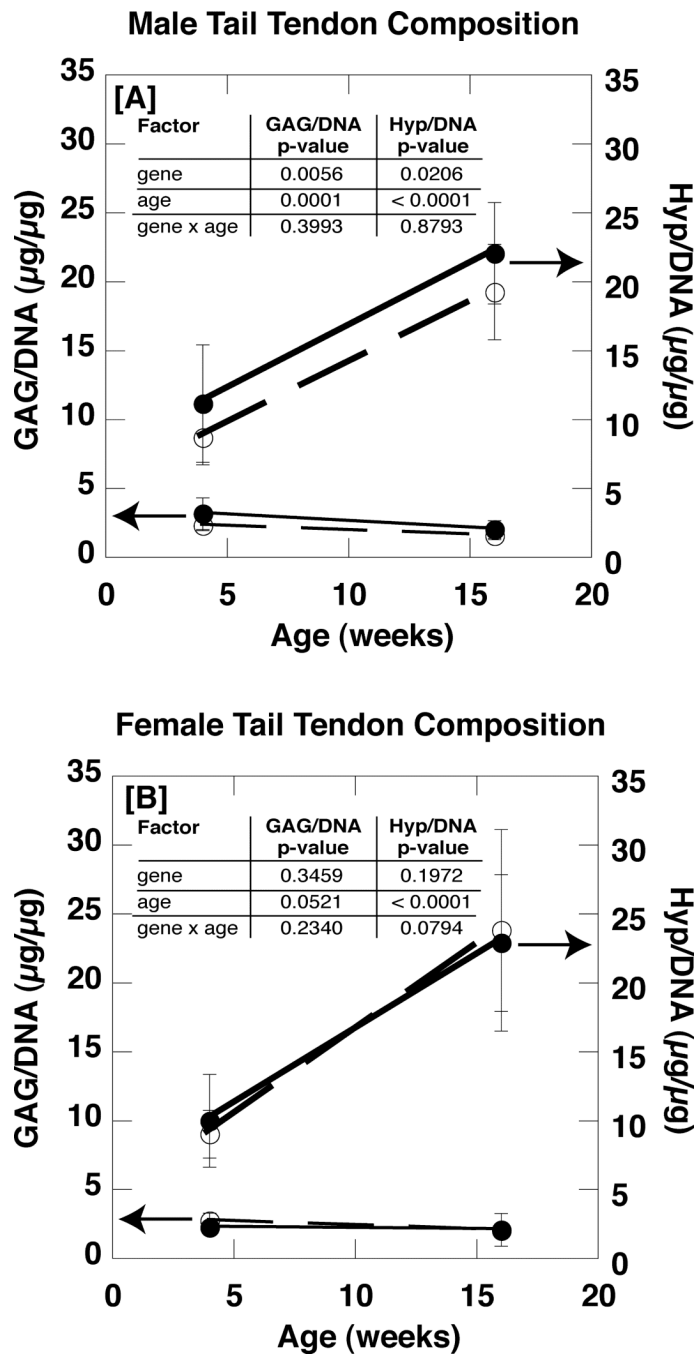 Male Tail Tendon Composition
[A]
Factor GAG/DNA p-value Hyp/DNA p-value
gene 0.0056 0.0206
age 0.0001 < 0.0001
gene x age 0.3993 0.8793
GAG/DNA (µg/µg)
35
30
25
20
15
10
5
0
Hyp/DNA (µg/µg)
35
30
25
20
15
10
5
0
0 5 10 15 20
Age (weeks)
Female Tail Tendon Composition
[B]
Factor GAG/DNA p-value Hyp/DNA p-value
gene 0.3459 0.1972
age 0.0521 < 0.0001
gene x age 0.2340 0.0794
GAG/DNA (µg/µg)
35
30
25
20
15
10
5
0
Hyp/DNA (µg/µg)
35
30
25
20
15
10
5
0
0 5 10 15 20
Age (weeks)